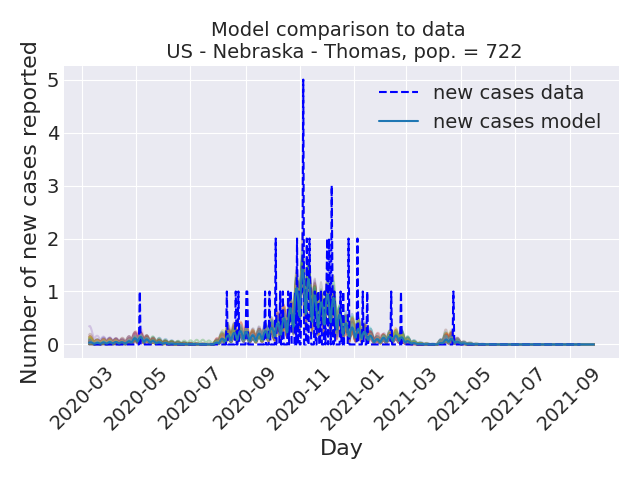 Model comparison to data
US - Nebraska - Thomas, pop. = 722
Number of new cases reported
5
4
3
2
1
0
new cases data
new cases model
2020-03
2020-05
2020-07
2020-09
2020-11
2021-01
2021-03
2021-05
2021-07
2021-09
Day